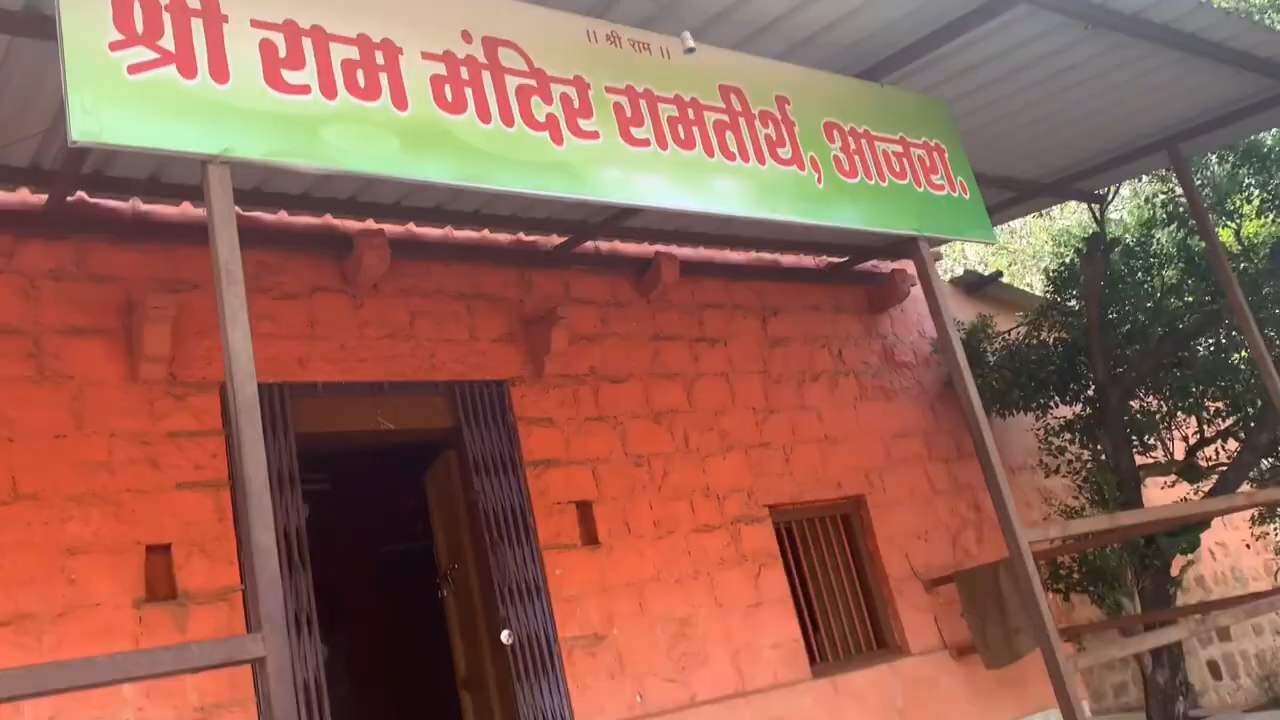 ।। श्री राम ।।
श्री राम मंदिर रामतीर्थ, आजरा.